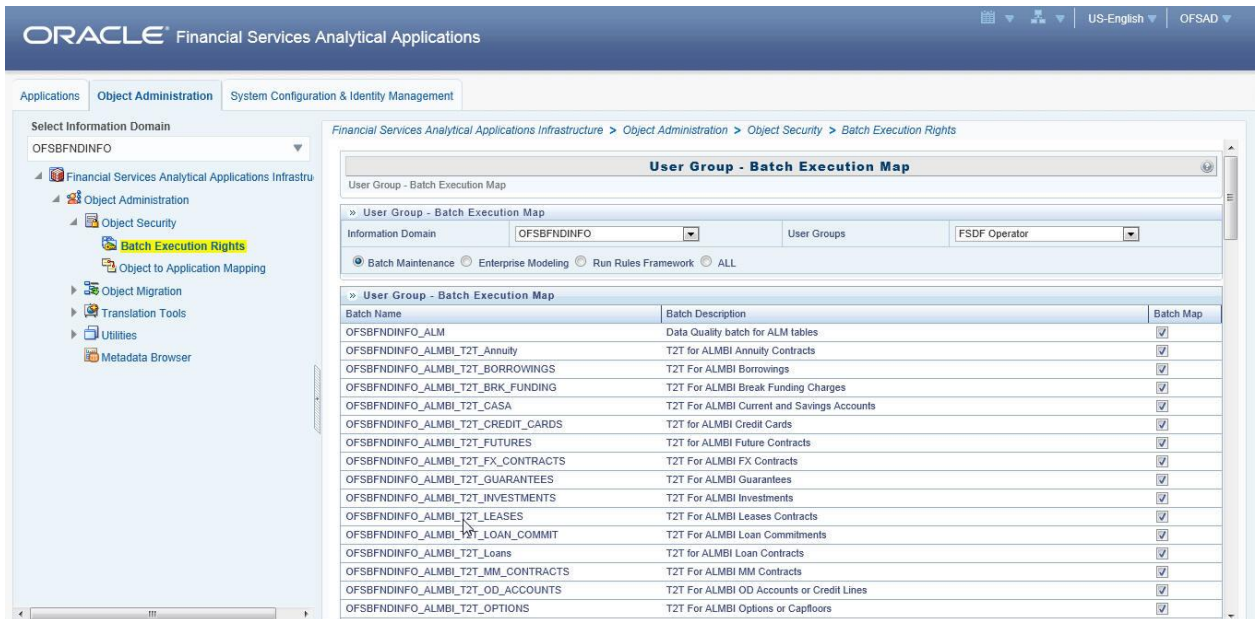 ORACLE Financial Services Analytical Applications
US-English
OFSAD
Applications
Object Administration
System Configuration & Identity Management
Select Information Domain
OFSBFNDINFO
Financial Services Analytical Applications Infrastru
Object Administration
Object Security
Batch Execution Rights
Object to Application Mapping
Object Migration
Translation Tools
Utilities
Metadata Browser
Financial Services Analytical Applications Infrastructure > Object Administration > Object Security > Batch Execution Rights
User Group - Batch Execution Map
User Group - Batch Execution Map
» User Group - Batch Execution Map
Information Domain OFSBFNDINFO User Groups FSDF Operator
Batch Maintenance Enterprise Modeling Run Rules Framework ALL
» User Group - Batch Execution Map
Batch Name Batch Description Batch Map
OFSBFNDINFO_ALM Data Quality batch for ALM tables
OFSBFNDINFO_ALMBI_T2T_Annuity T2T for ALMBI Annuity Contracts
OFSBFNDINFO_ALMBI_T2T_BORROWINGS T2T For ALMBI Borrowings
OFSBFNDINFO_ALMBI_T2T_BRK_FUNDING T2T For ALMBI Break Funding Charges
OFSBFNDINFO_ALMBI_T2T_CASA T2T For ALMBI Current and Savings Accounts
OFSBFNDINFO_ALMBI_T2T_CREDIT_CARDS T2T for ALMBI Credit Cards
OFSBFNDINFO_ALMBI_T2T_FUTURES T2T for ALMBI Future Contracts
OFSBFNDINFO_ALMBI_T2T_FX_CONTRACTS T2T For ALMBI FX Contracts
OFSBFNDINFO_ALMBI_T2T_GUARANTEES T2T For ALMBI Guarantees
OFSBFNDINFO_ALMBI_T2T_INVESTMENTS T2T For ALMBI Investments
OFSBFNDINFO_ALMBI_T2T_LEASES T2T For ALMBI Leases Contracts
OFSBFNDINFO_ALMBI_T2T_LOAN_COMMIT T2T For ALMBI Loan Commitments
OFSBFNDINFO_ALMBI_T2T_Loans T2T for ALMBI Loan Contracts
OFSBFNDINFO_ALMBI_T2T_MM_CONTRACTS T2T For ALMBI MM Contracts
OFSBFNDINFO_ALMBI_T2T_OD_ACCOUNTS T2T For ALMBI OD Accounts or Credit Lines
OFSBFNDINFO_ALMBI_T2T_OPTIONS T2T For ALMBI Options or Capfloors